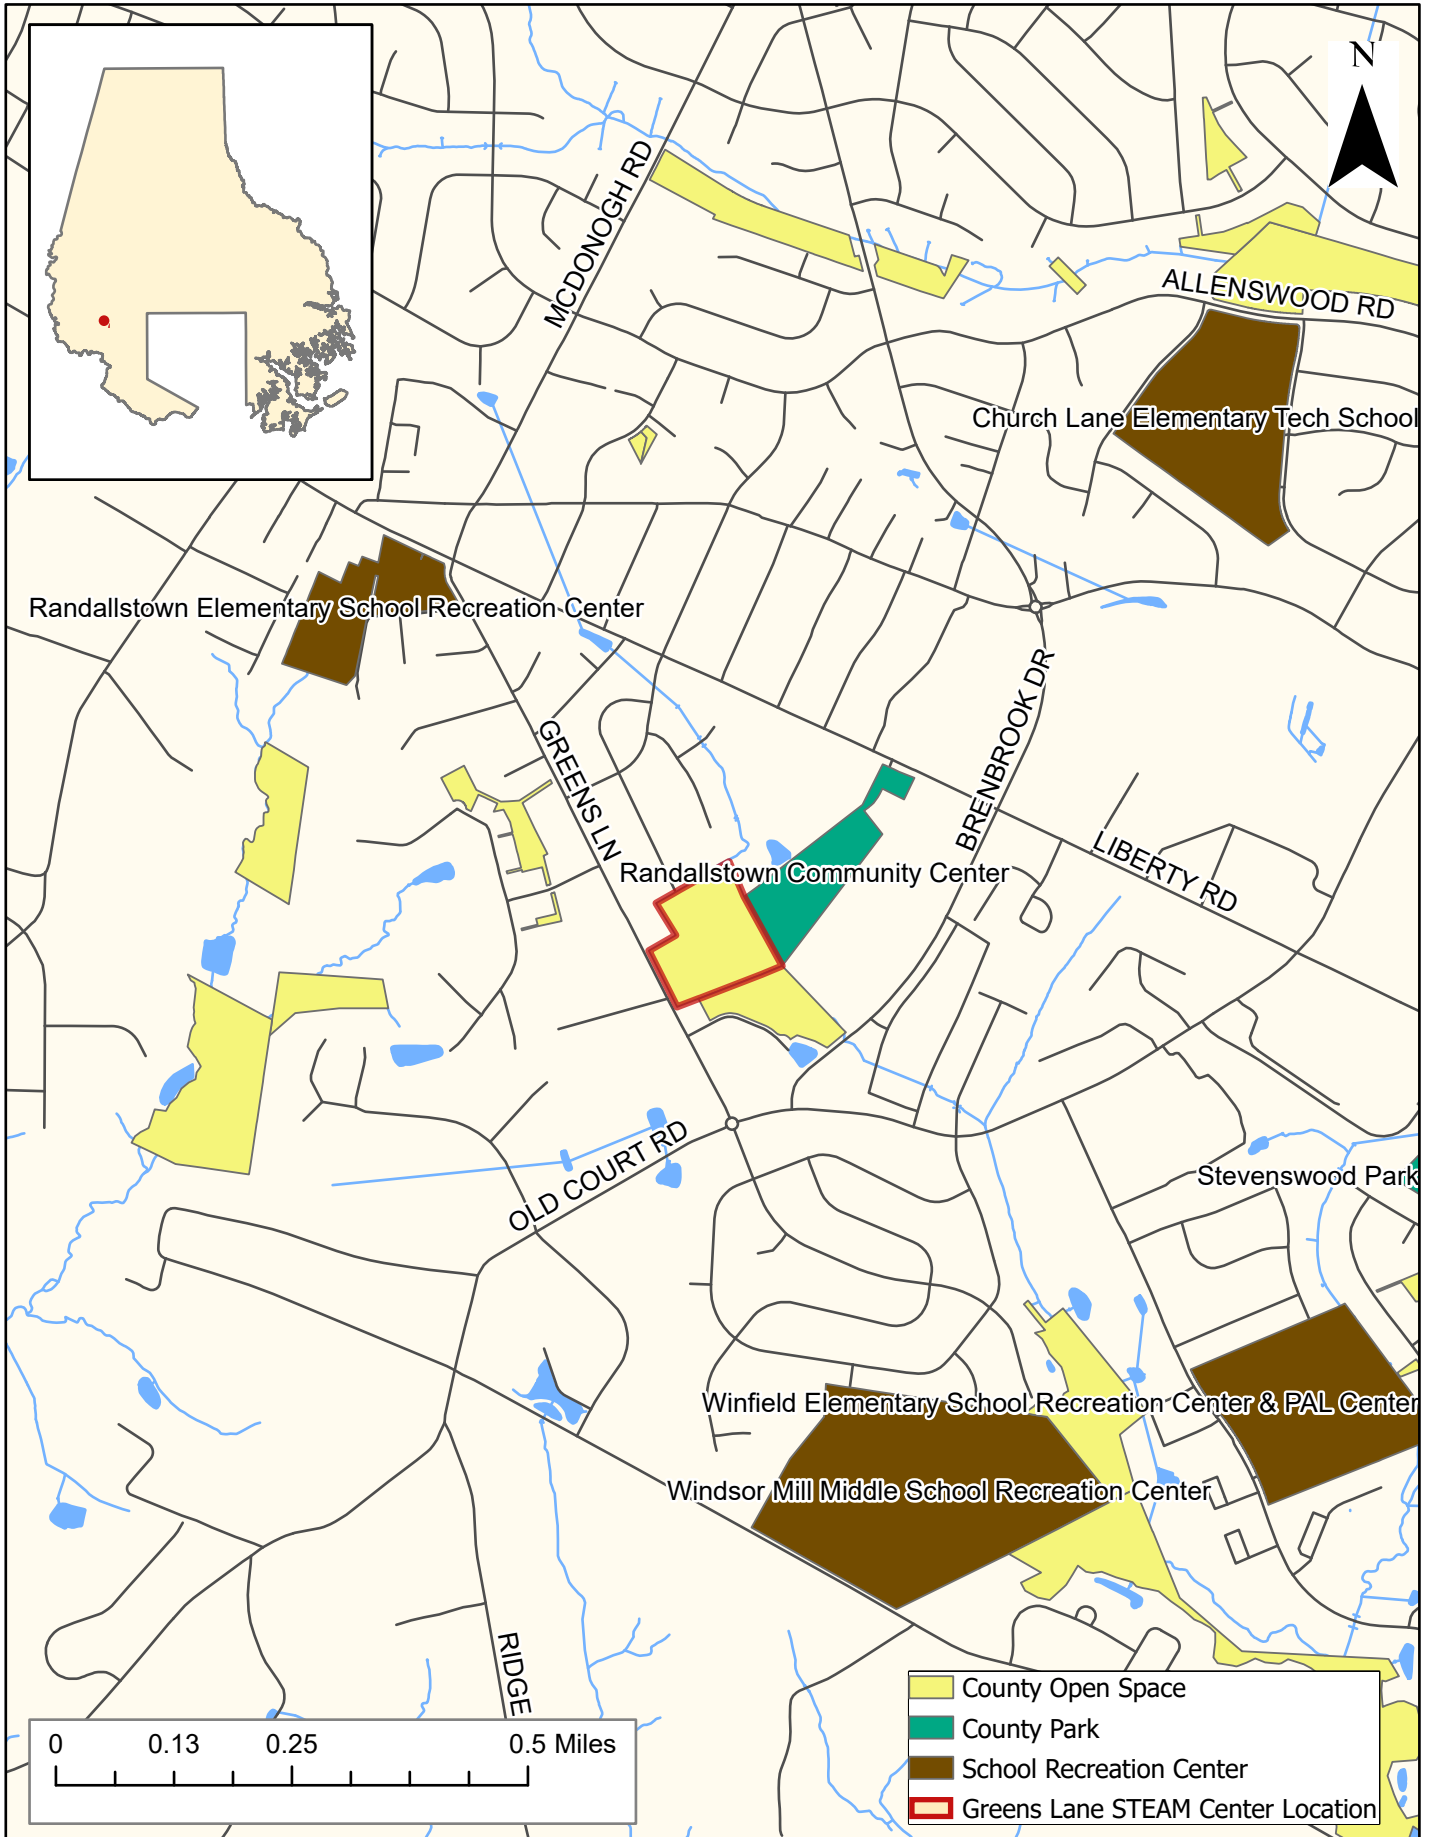 N
MCDONOGH RD
ALLENSWOOD RD
Church Lane Elementary Tech School
Randallstown Elementary School Recreation Center
BRENBROOK DR
GREENS LN
LIBERTY RD
Randallstown Community Center
OLD COURT RD
Stevenswood Park
Winfield Elementary School Recreation Center & PAL Center
Windsor Mill Middle School Recreation Center
RIDGE
County Open Space
County Park
School Recreation Center
Greens Lane STEAM Center Location
0 0.13 0.25 0.5 Miles